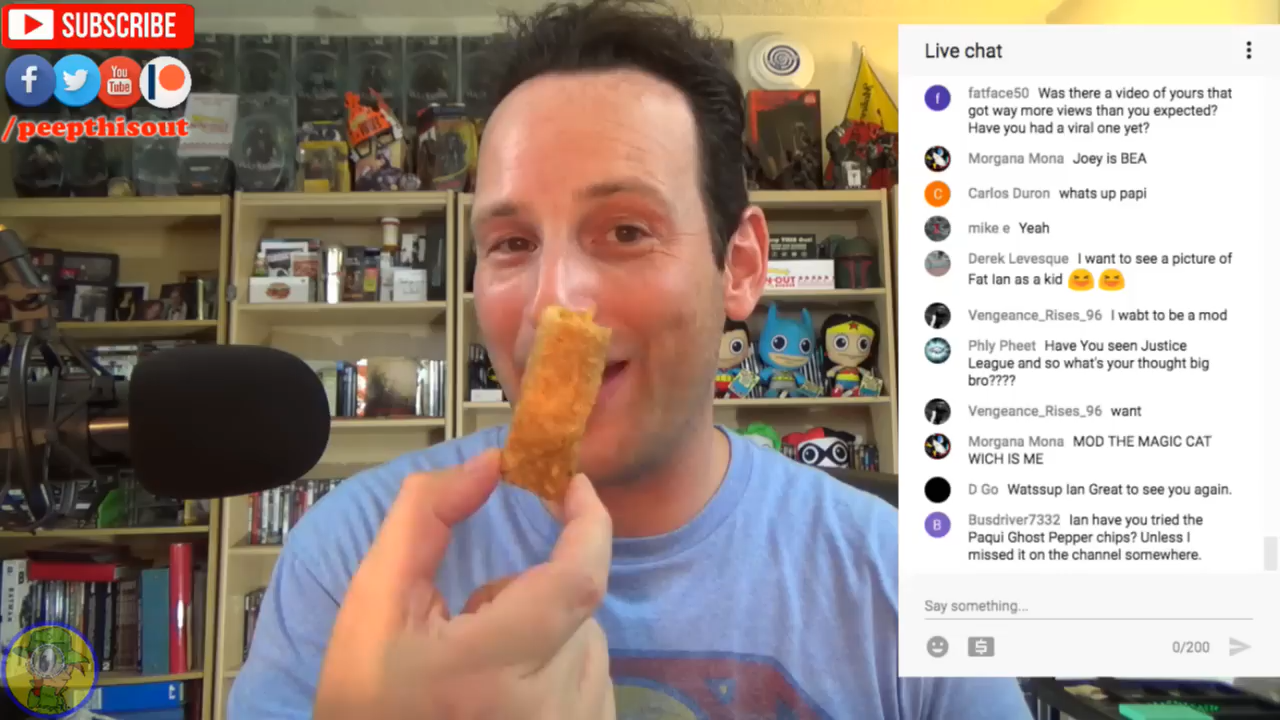 SUBSCRIBE
You
Tube
/peepthisout
Live chat
fatface50 Was there a video of yours that
got way more views than you expected?
Have you had a viral one yet?
Morgana Mona Joey is BEA
Carlos Duron whats up papi
mike e Yeah
Derek Levesque I want to see a picture of
Fat Ian as a kid
Vengeance_Rises_96 I wabt to be a mod
Phly Pheet Have You seen Justice
League and so what's your thought big
bro????
Vengeance_Rises_96 want
Morgana Mona MOD THE MAGIC CAT
WICH IS ME
D Go Watssup Ian Great to see you again.
Busdriver7332 Ian have you tried the
Paqui Ghost Pepper chips? Unless I
missed it on the channel somewhere.
Say something...
0/200
BATMAN